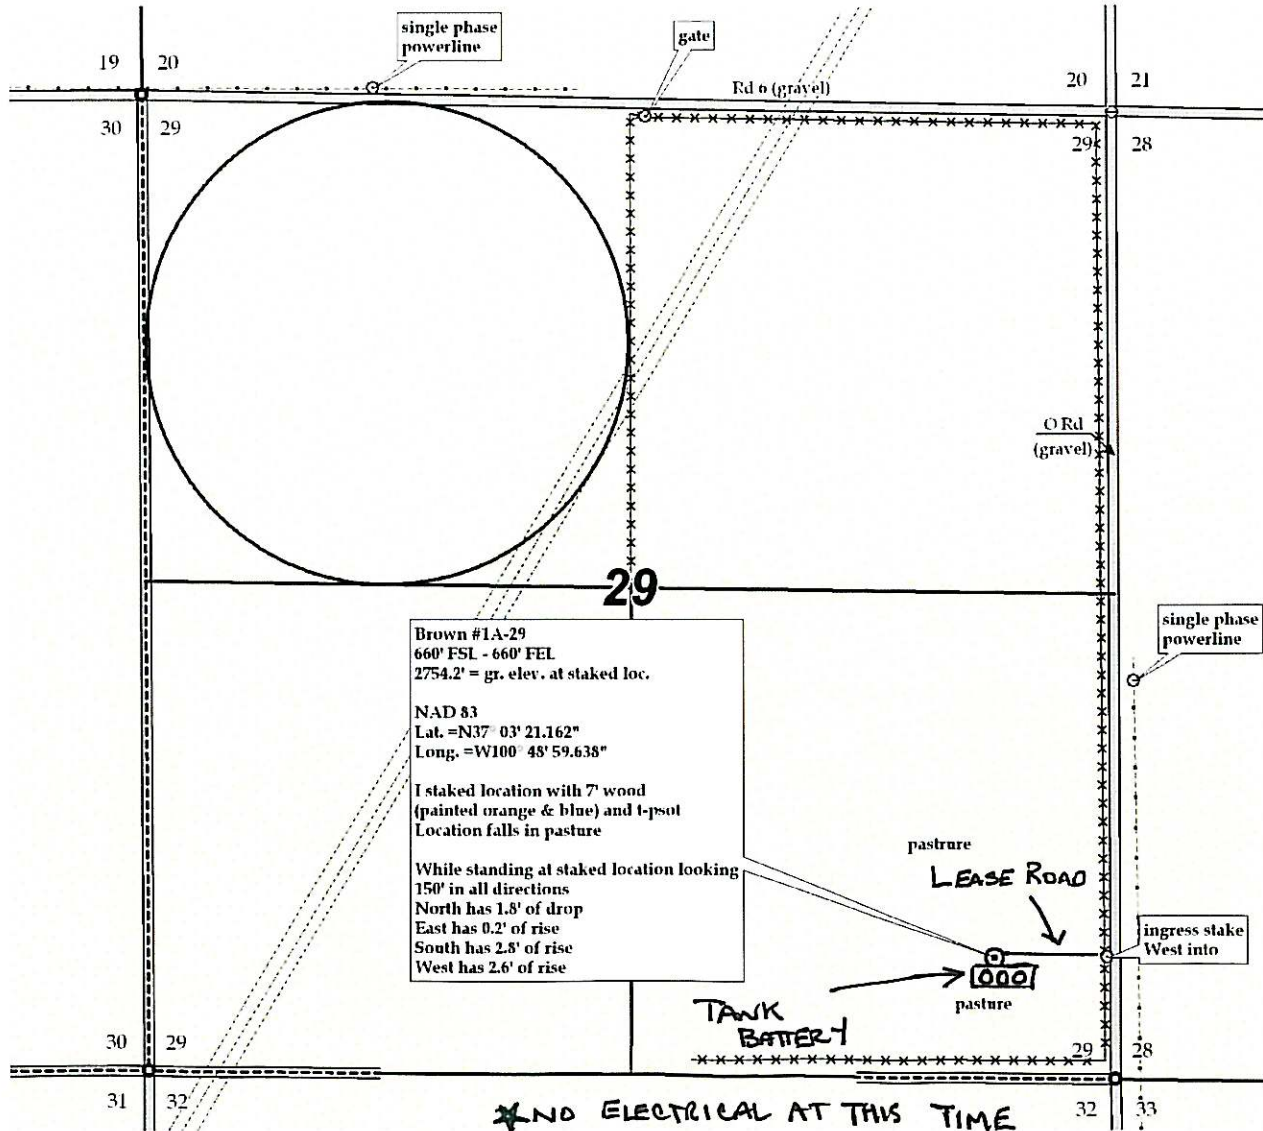 single phase
powerline
gate
19 20
20 21
Rd 6 (gravel)
30 29
29 28
O Rd
(gravel)
29
single phase
powerline
Brown #1A-29
660' FSL - 660' FEL
2754.2' = gr. elev. at staked loc.
NAD 83
Lat. =N37° 03' 21.162"
Long. =W100° 48' 59.638"
I staked location with 7' wood
(painted orange & blue) and t-psot
Location falls in pasture
While standing at staked location looking
150' in all directions
North has 1.8' of drop
East has 0.2' of rise
South has 2.8' of rise
West has 2.6' of rise
pastrure
LEASE ROAD
ingress stake
West into
pasture
TANK
BATTERY
30 29
29 28
31 32
32 33
NO ELECTRICAL AT THIS TIME